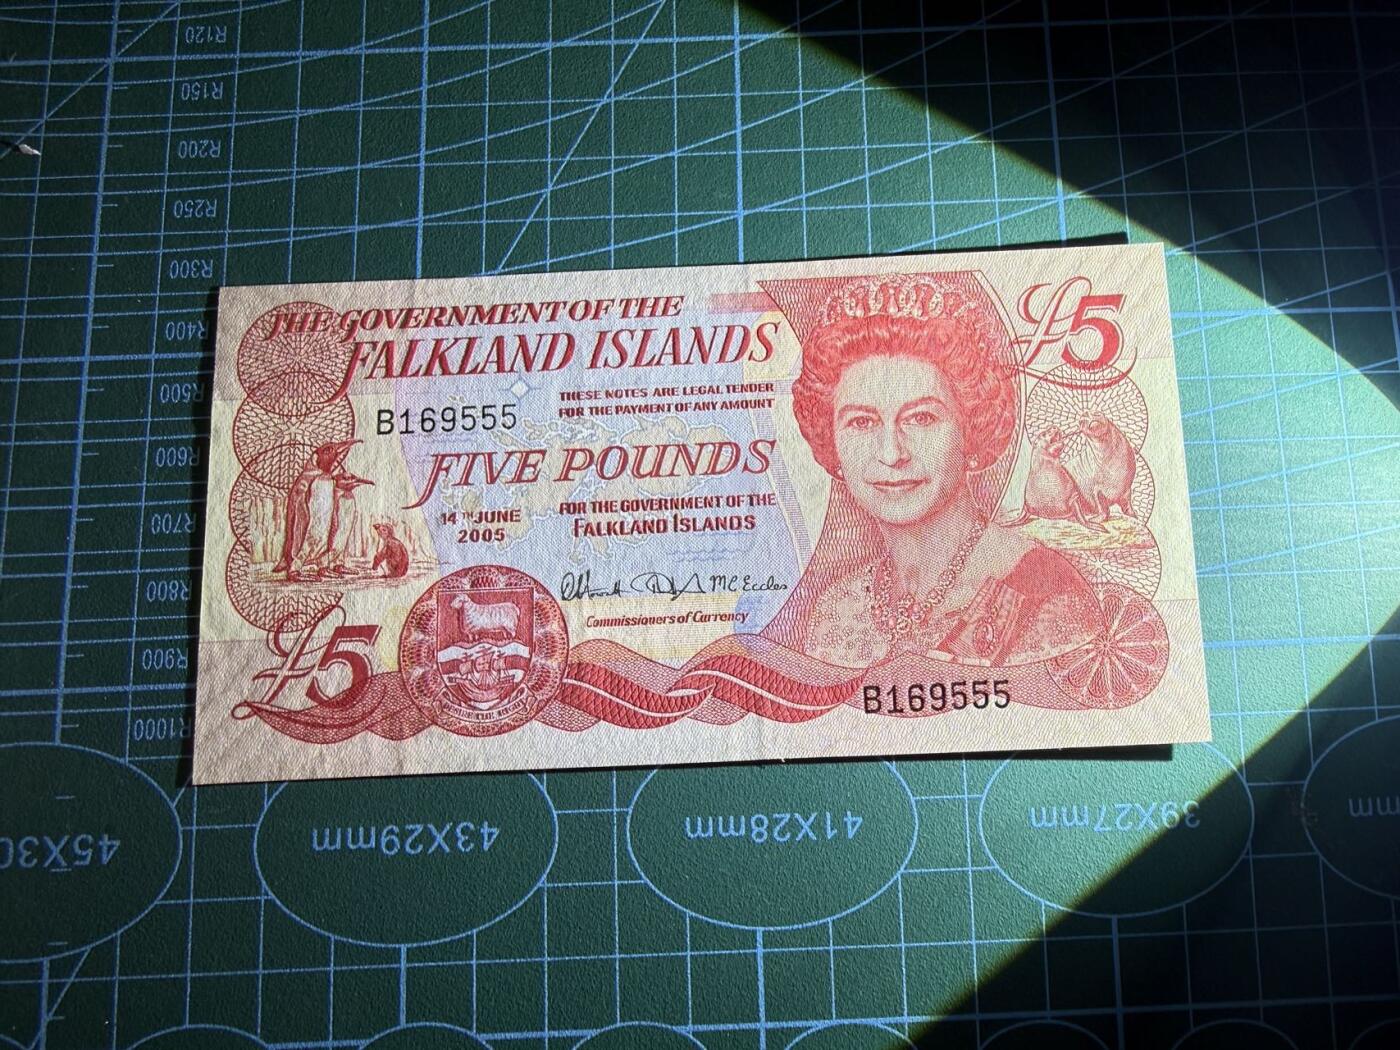 R120
R150
R200
R250
R300
R400
R500
R600
R700
R800
R900
R1000
THE GOVERNMENT OF THE
FALKLAND ISLANDS
£5
THESE NOTES ARE LEGAL TENDER
FOR THE PAYMENT OF ANY AMOUNT
B169555
FIVE POUNDS
14TH JUNE
2005
FOR THE GOVERNMENT OF THE
FALKLAND ISLANDS
Commissioners of Currency
£5
B169555
43X29mm
41X28mm
39X27mm